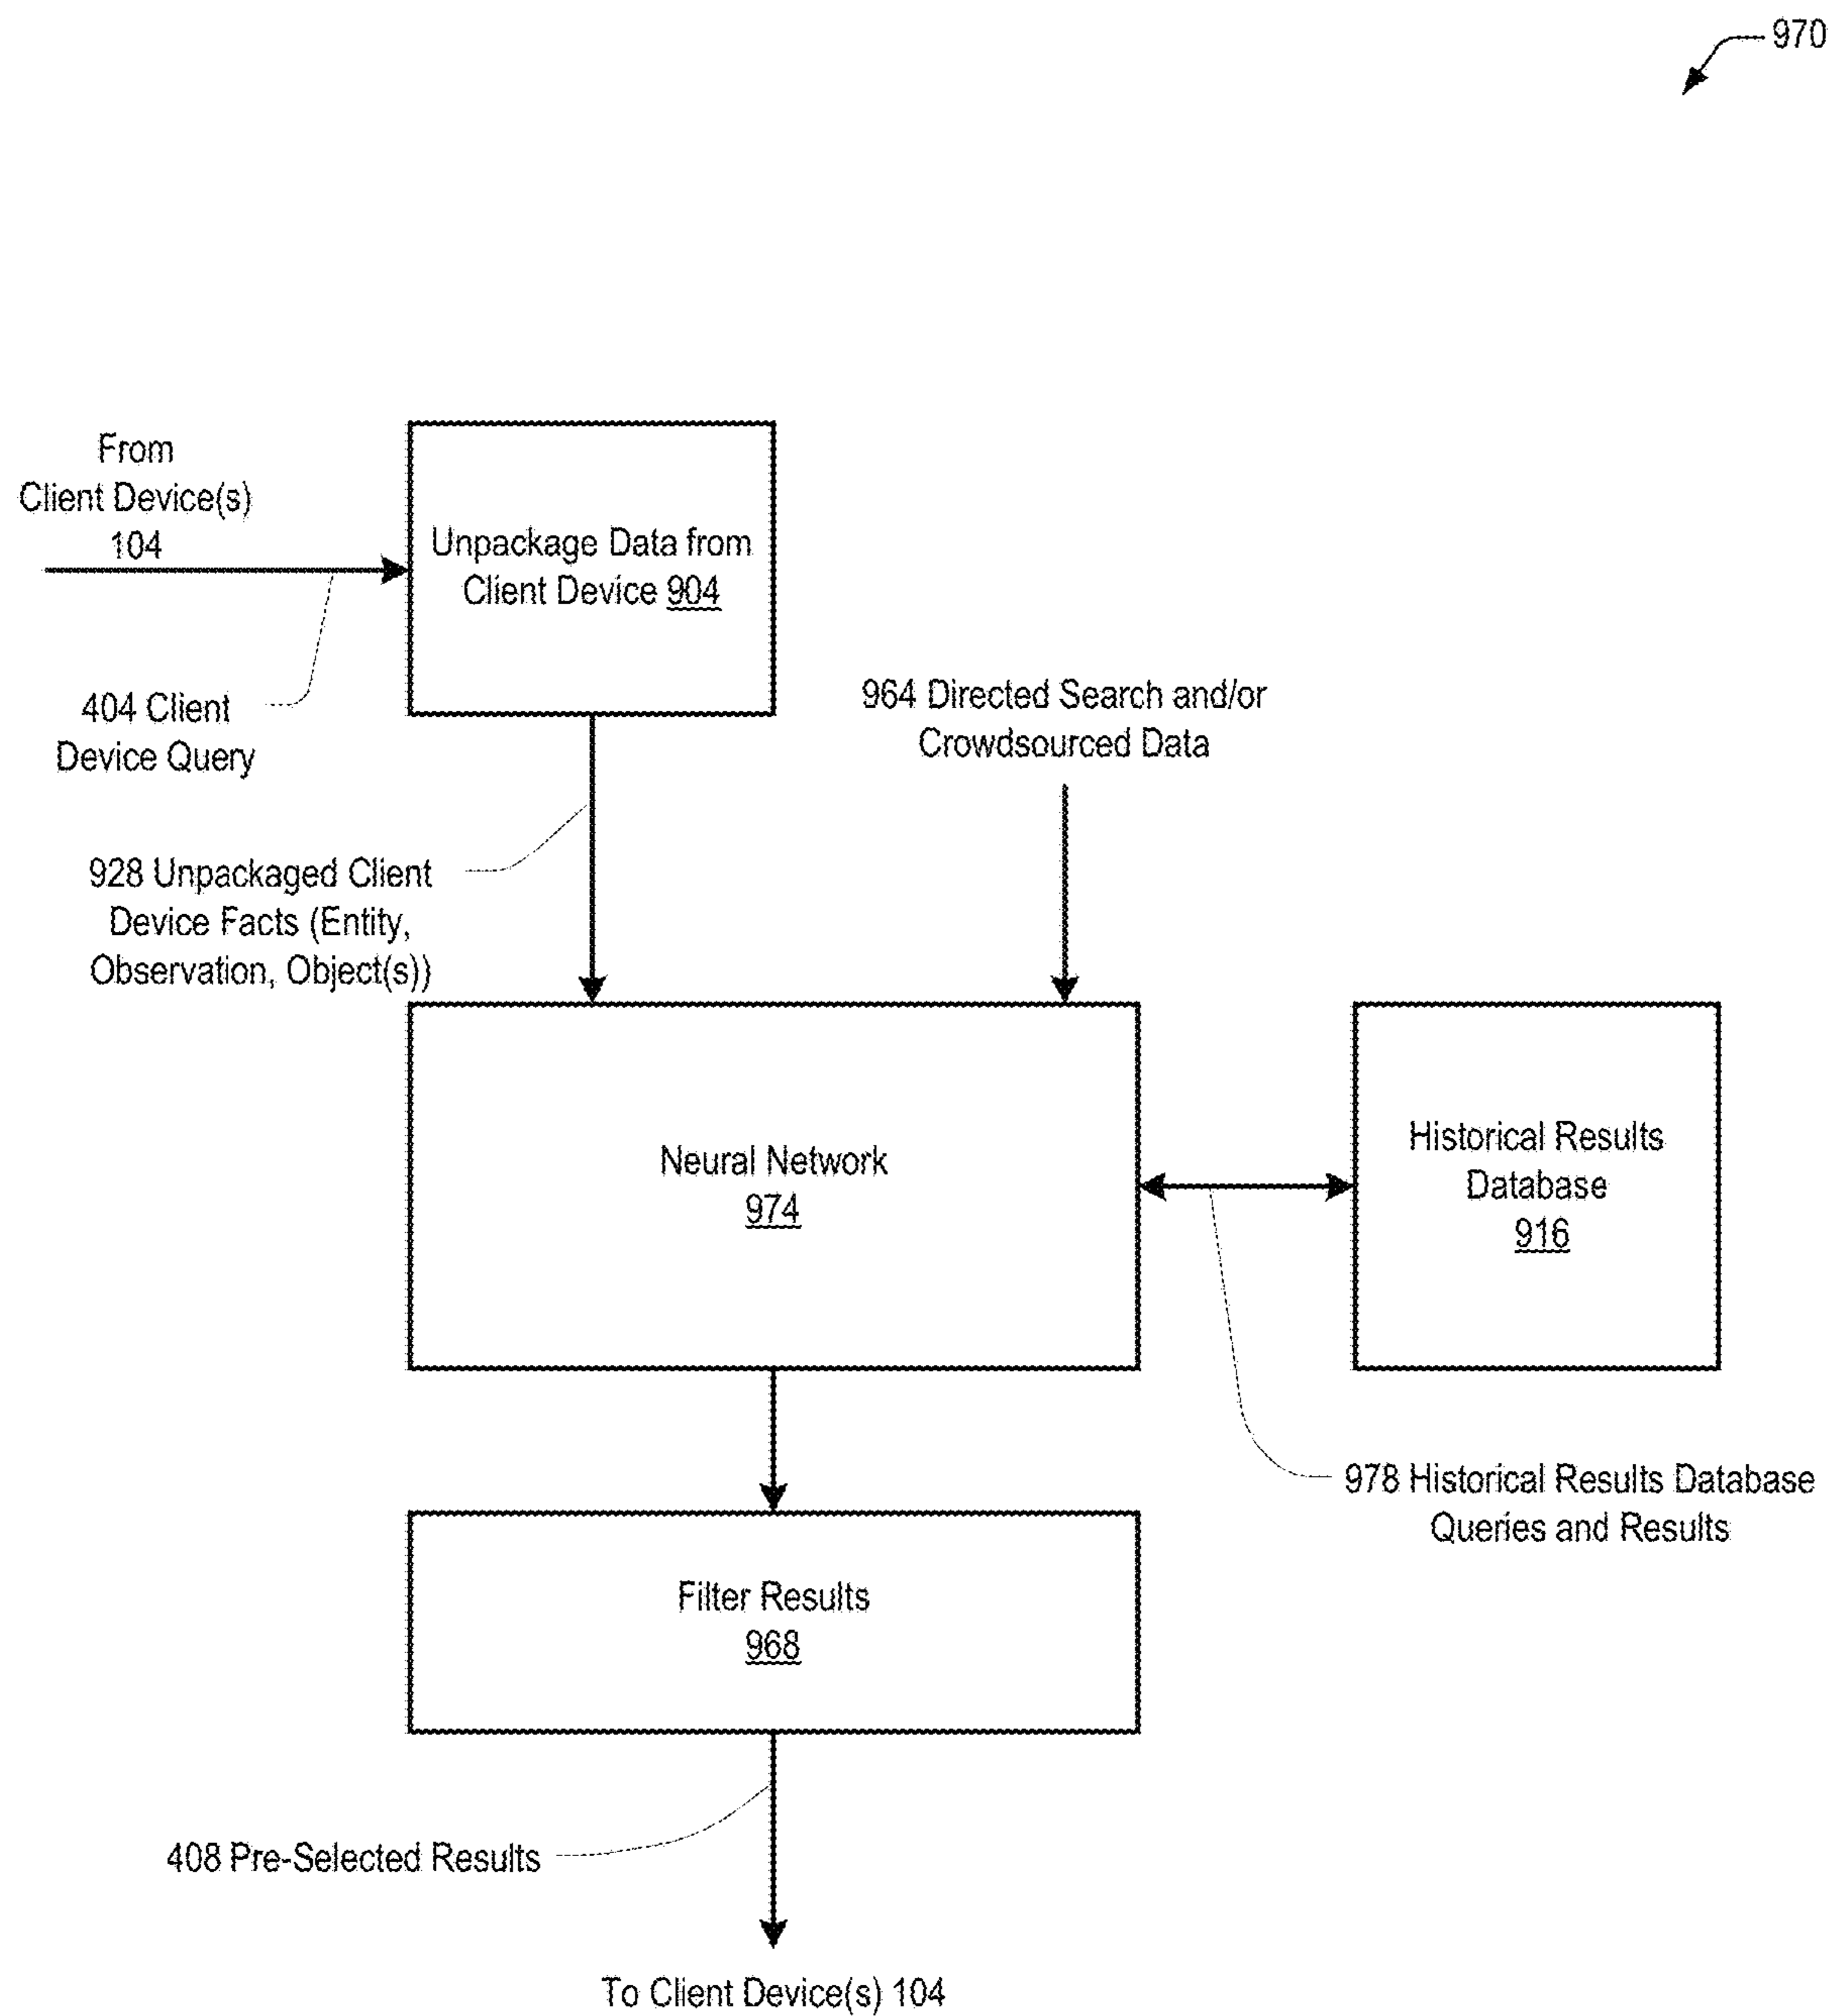 970
From
Client Device(s)
104
Unpackage Data from
Client Device 904
404 Client
Device Query
964 Directed Search and/or
Crowdsourced Data
928 Unpackaged Client
Device Facts (Entity,
Observation, Object(s))
Neural Network
974
Historical Results
Database
916
978 Historical Results Database
Queries and Results
Filter Results
968
408 Pre-Selected Results
To Client Device(s) 104